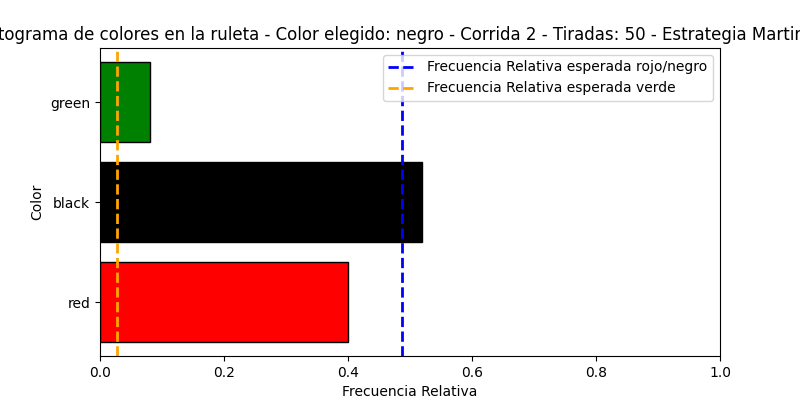 tograma de colores en la ruleta - Color elegido: negro - Corrida 2 - Tiradas: 50 - Estrategia Martin
Frecuencia Relativa esperada rojo/negro
Frecuencia Relativa esperada verde
green
black
red
Color
0.0 0.2 0.4 0.6 0.8 1.0
Frecuencia Relativa